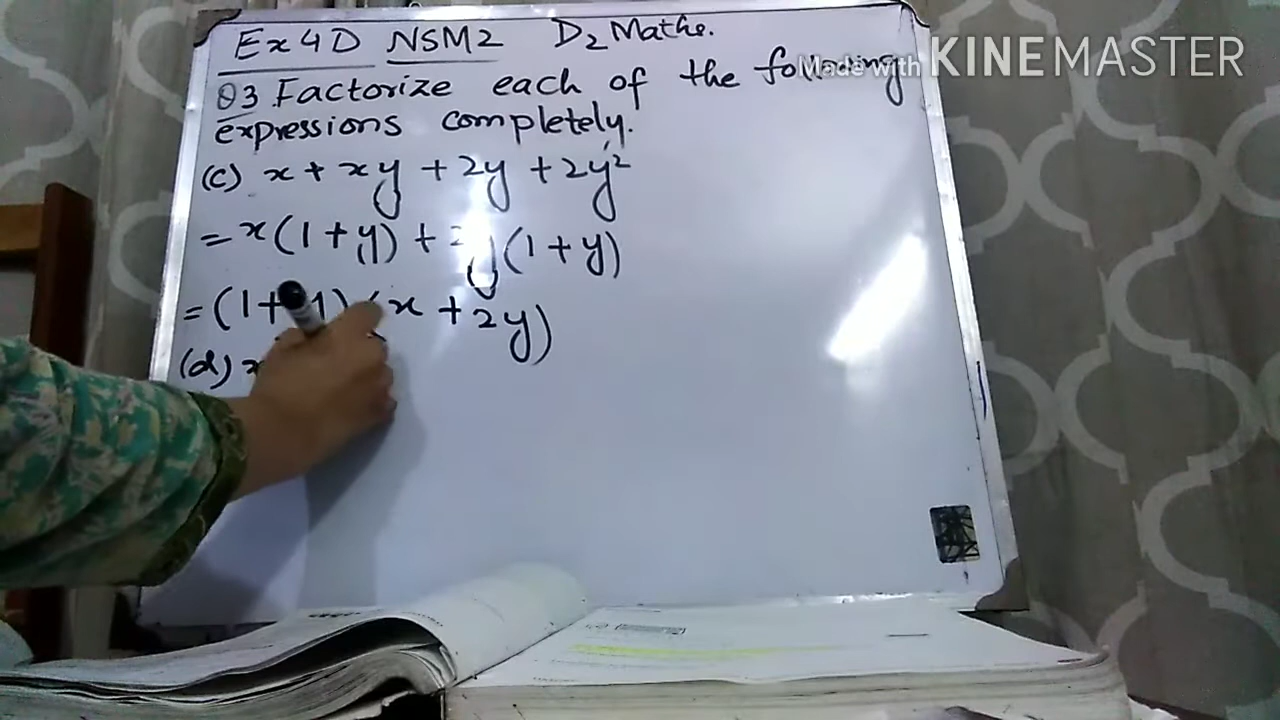 Ex 4 D NSM2 D2 Maths.
Made with KINEMASTER
Q3 Factorize each of the following
expressions completely.
(c) x + xy + 2y + 2y²
= x(1 + y) + 2y(1 + y)
= (1 + y)(x + 2y)
(d) x